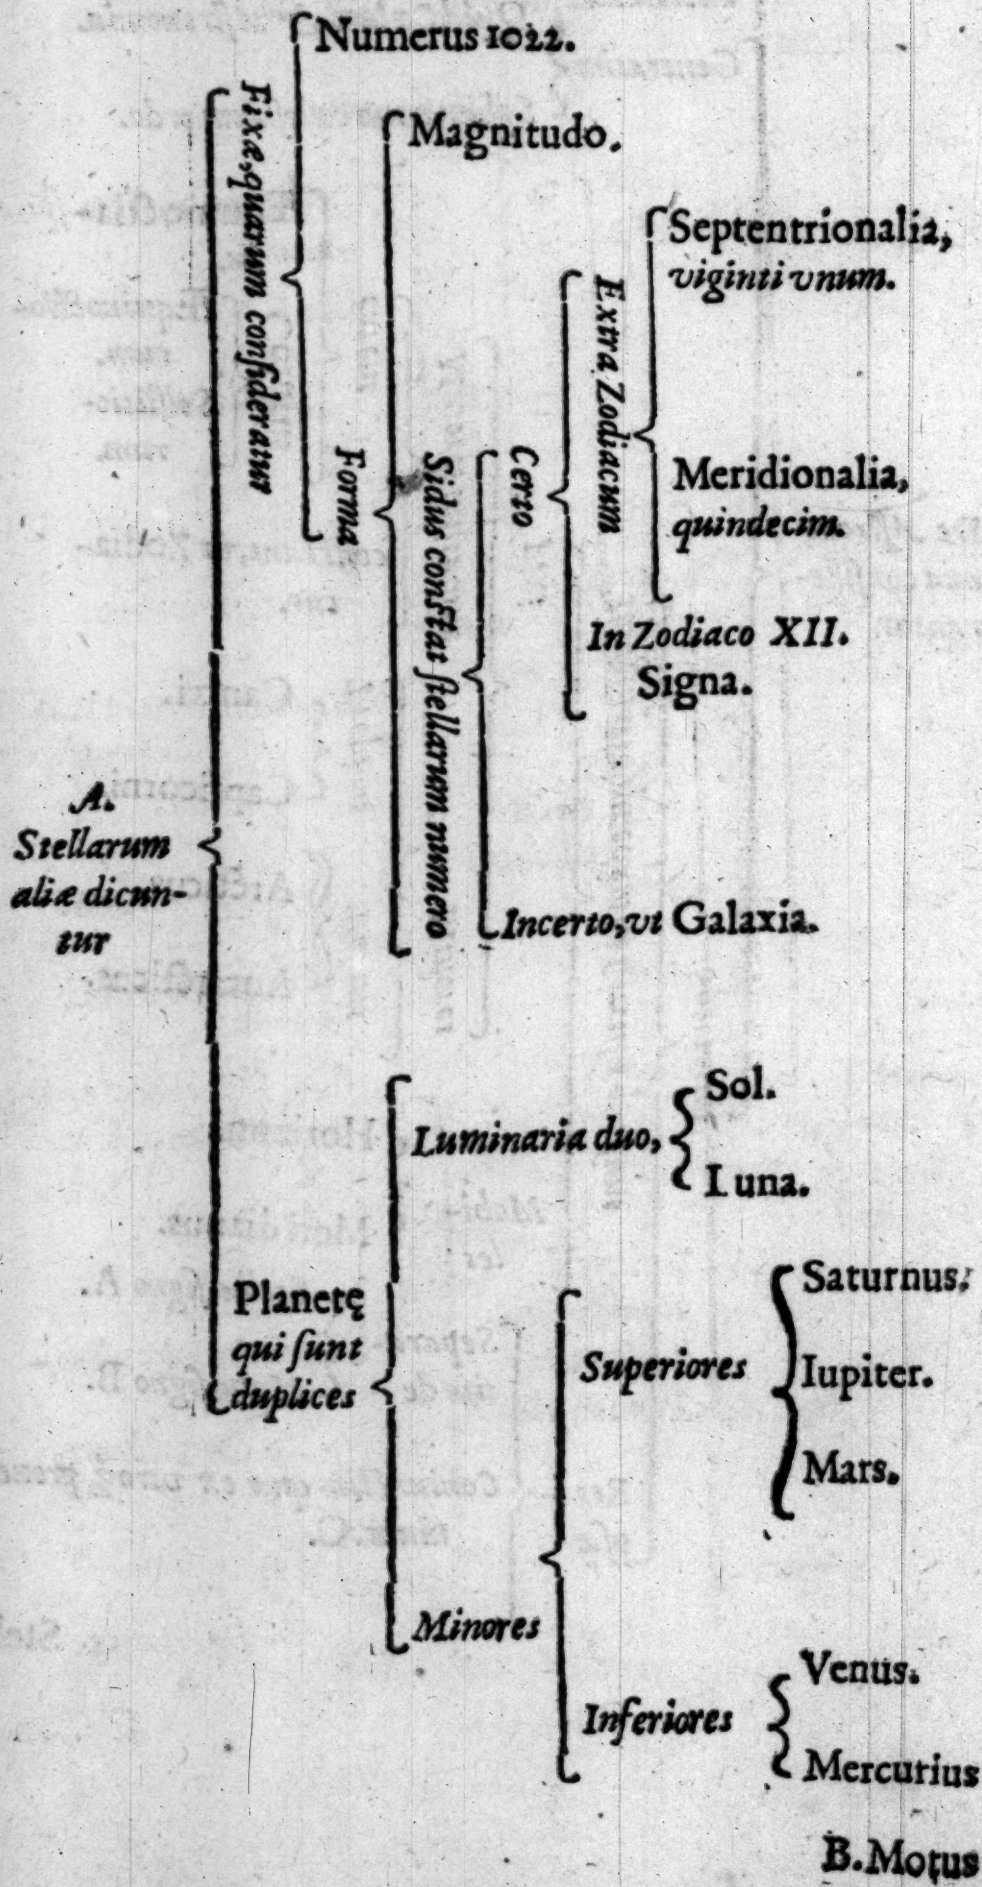 A.
Stellarum
aliæ dicun-
tur
Fixæ, quarum consideratur
Numerus 1022.
Forma
Magnitudo.
Sidus constat stellarum numero
Certo
Extra Zodiacum
Septentrionalia,
viginti vnum.
Meridionalia,
quindecim.
In Zodiaco XII.
Signa.
Incerto, vt Galaxia.
Planetę
qui sunt
duplices
Luminaria duo,
Sol.
Luna.
Minores
Superiores
Saturnus.
Iupiter.
Mars.
Inferiores
Venus.
Mercurius
B. Motus